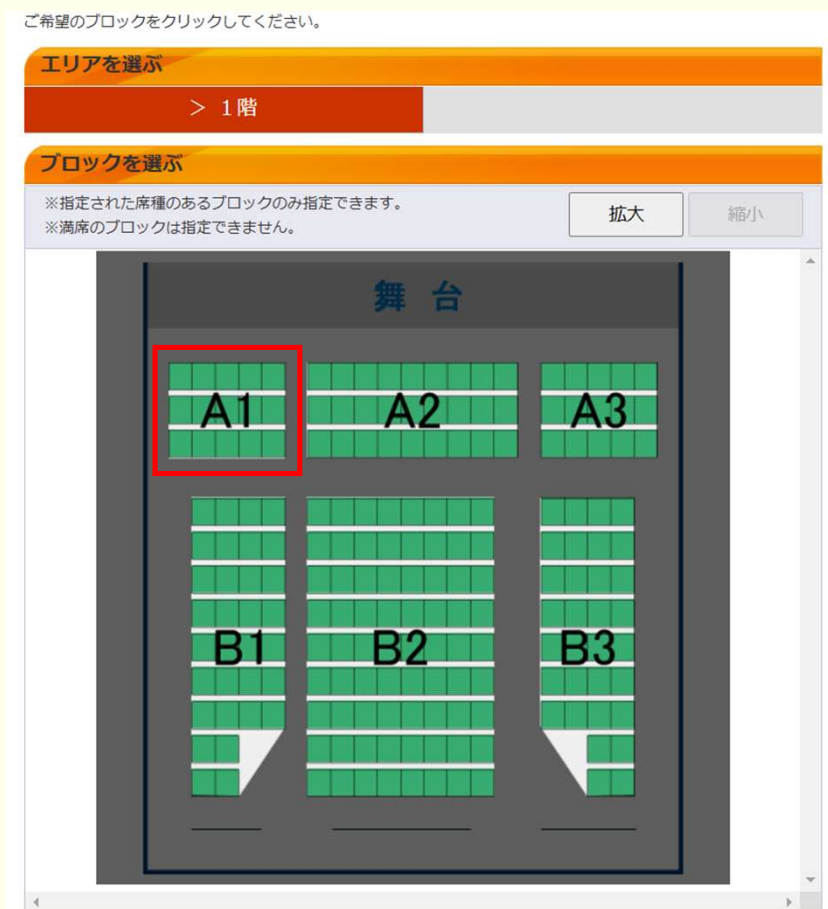 ご希望のブロックをクリックしてください。
エリアを選ぶ
＞ 1階
ブロックを選ぶ
※指定された席種のあるブロックのみ指定できます。
※満席のブロックは指定できません。
拡大
縮小
舞 台
A1
A2
A3
B1
B2
B3